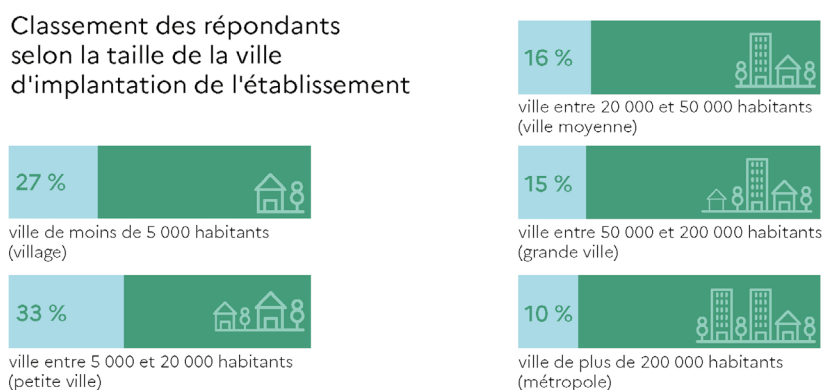 Classement des répondants
selon la taille de la ville
d'implantation de l'établissement
27 %
ville de moins de 5 000 habitants
(village)
33 %
ville entre 5 000 et 20 000 habitants
(petite ville)
16 %
ville entre 20 000 et 50 000 habitants
(ville moyenne)
15 %
ville entre 50 000 et 200 000 habitants
(grande ville)
10 %
ville de plus de 200 000 habitants
(métropole)